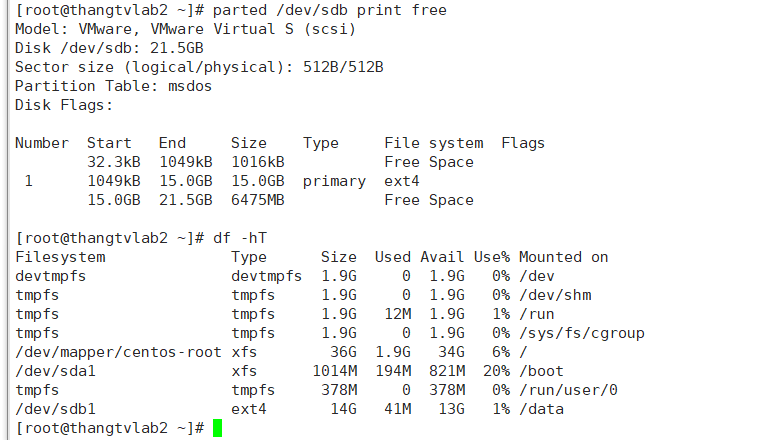 [root@thangtvlab2 ~]# parted /dev/sdb print free
Model: VMware, VMware Virtual S (scsi)
Disk /dev/sdb: 21.5GB
Sector size (logical/physical): 512B/512B
Partition Table: msdos
Disk Flags:

Number  Start   End     Size    Type     File system  Flags
        32.3kB  1049kB  1016kB           Free Space
 1      1049kB  15.0GB  15.0GB  primary  ext4
        15.0GB  21.5GB  6475MB           Free Space

[root@thangtvlab2 ~]# df -hT
Filesystem              Type      Size  Used Avail Use% Mounted on
devtmpfs                devtmpfs  1.9G     0  1.9G   0% /dev
tmpfs                   tmpfs     1.9G     0  1.9G   0% /dev/shm
tmpfs                   tmpfs     1.9G   12M  1.9G   1% /run
tmpfs                   tmpfs     1.9G     0  1.9G   0% /sys/fs/cgroup
/dev/mapper/centos-root xfs        36G  1.9G   34G   6% /
/dev/sda1               xfs      1014M  194M  821M  20% /boot
tmpfs                   tmpfs     378M     0  378M   0% /run/user/0
/dev/sdb1               ext4       14G   41M   13G   1% /data
[root@thangtvlab2 ~]#